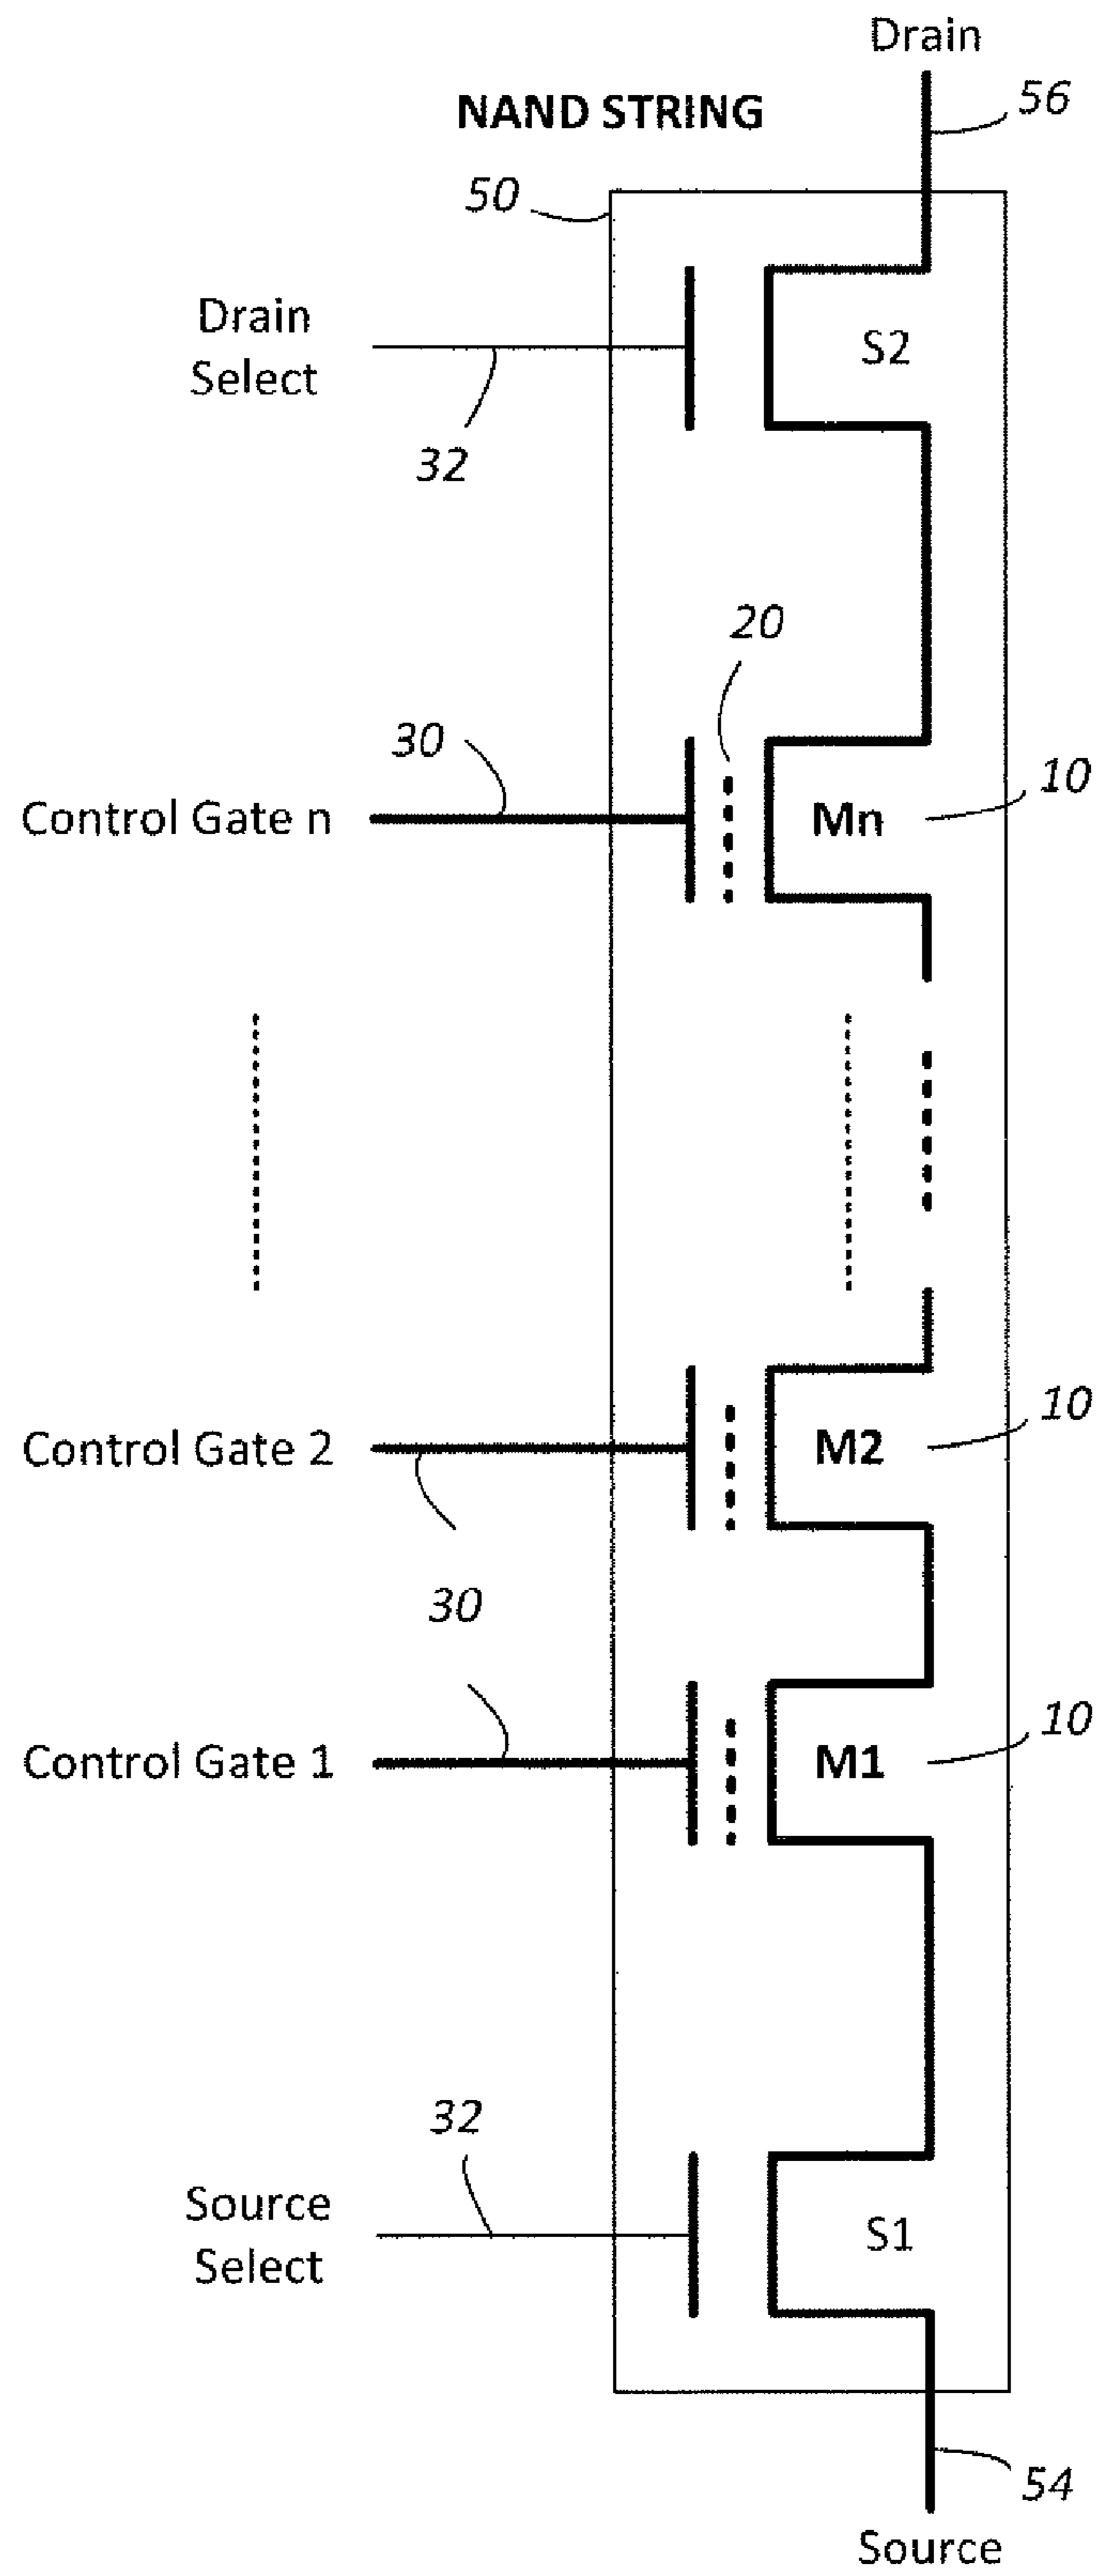 Drain
56
NAND STRING
50
Drain
Select
S2
32
20
30
Control Gate n
Mn
10
10
Control Gate 2
M2
30
10
Control Gate 1
M1
32
Source
Select
S1
54
Source